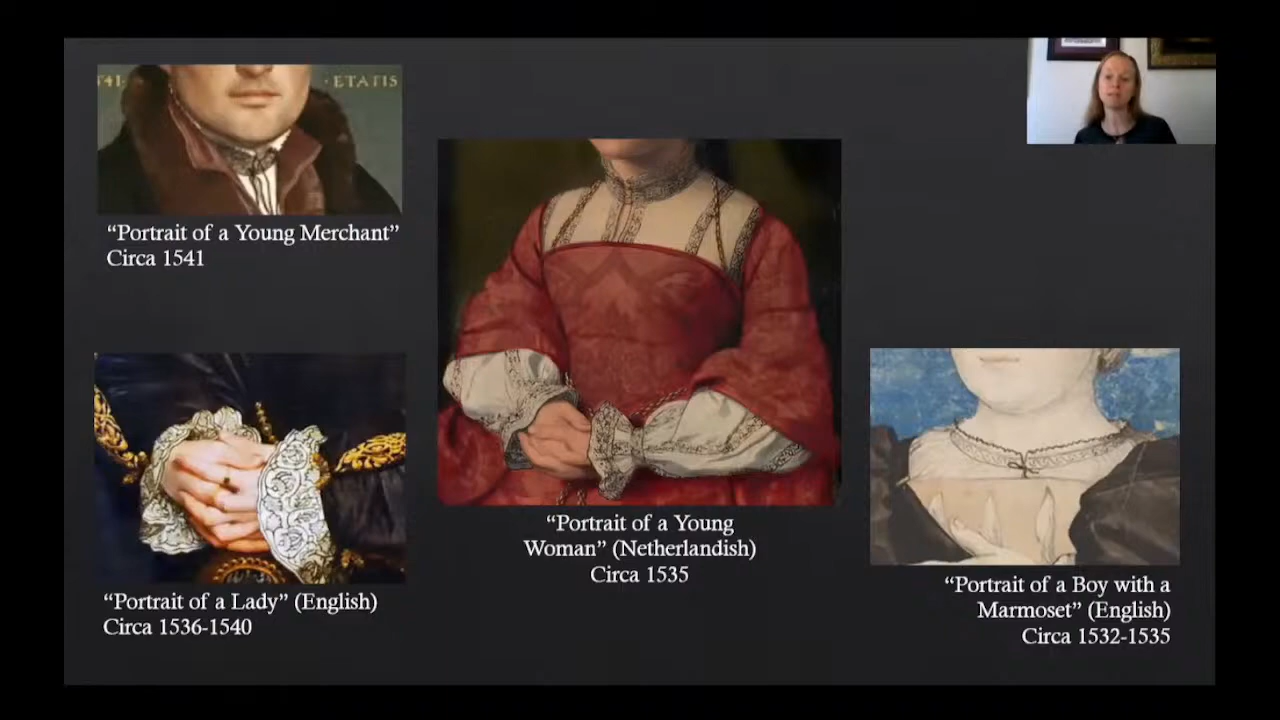 41·
· ETATIS
“Portrait of a Young Merchant”
Circa 1541
“Portrait of a Lady” (English)
Circa 1536-1540
“Portrait of a Young
Woman” (Netherlandish)
Circa 1535
“Portrait of a Boy with a
Marmoset” (English)
Circa 1532-1535